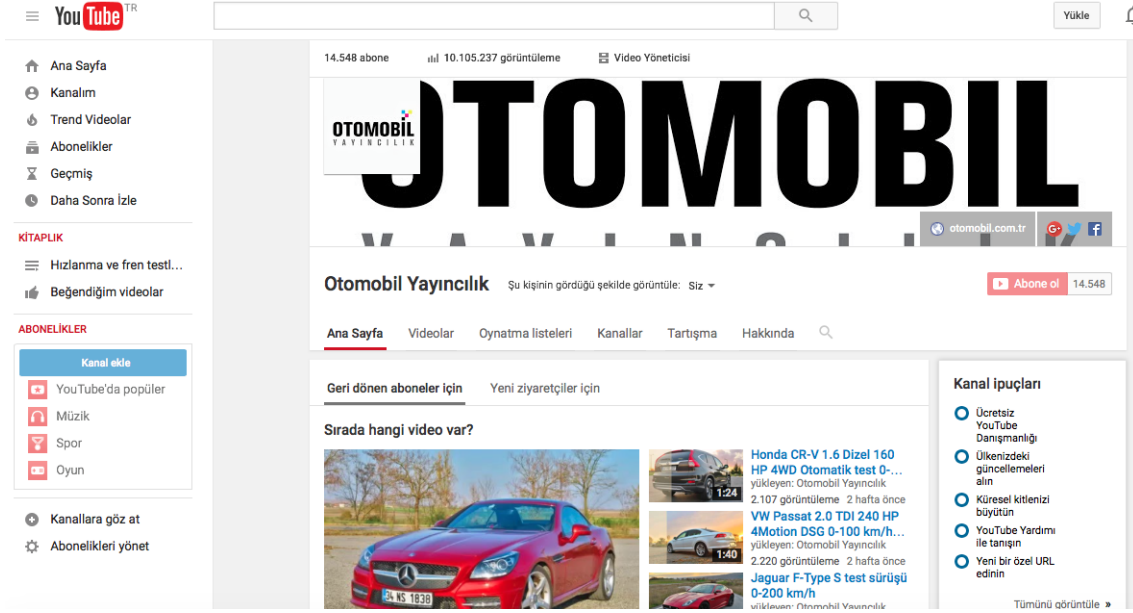 YouTube TR
Yükle
Ana Sayfa
Kanalım
Trend Videolar
Abonelikler
Geçmiş
Daha Sonra İzle
KİTAPLIK
Hızlanma ve fren testl...
Beğendiğim videolar
ABONELİKLER
Kanal ekle
YouTube'da popüler
Müzik
Spor
Oyun
Kanallara göz at
Abonelikleri yönet
14.548 abone 10.105.237 görüntüleme Video Yöneticisi
OTOMOBİL
YAYINCILIK
OTOMOBIL
YAYINCILIK
otomobil.com.tr
Otomobil Yayıncılık Şu kişinin gördüğü şekilde görüntüle: Siz
Abone ol 14.548
Ana Sayfa Videolar Oynatma listeleri Kanallar Tartışma Hakkında
Geri dönen aboneler için Yeni ziyaretçiler için
Sırada hangi video var?
34 NS 1838
1:24
Honda CR-V 1.6 Dizel 160
HP 4WD Otomatik test 0-...
yükleyen: Otomobil Yayıncılık
2.107 görüntüleme 2 hafta önce
1:40
VW Passat 2.0 TDI 240 HP
4Motion DSG 0-100 km/h...
yükleyen: Otomobil Yayıncılık
2.220 görüntüleme 2 hafta önce
Jaguar F-Type S test sürüşü
0-200 km/h
yükleyen: Otomobil Yayıncılık
Kanal ipuçları
Ücretsiz
YouTube
Danışmanlığı
Ülkenizdeki
güncellemeleri
alın
Küresel kitlenizi
büyütün
YouTube Yardımı
ile tanışın
Yeni bir özel URL
edinin
Tümünü görüntüle »